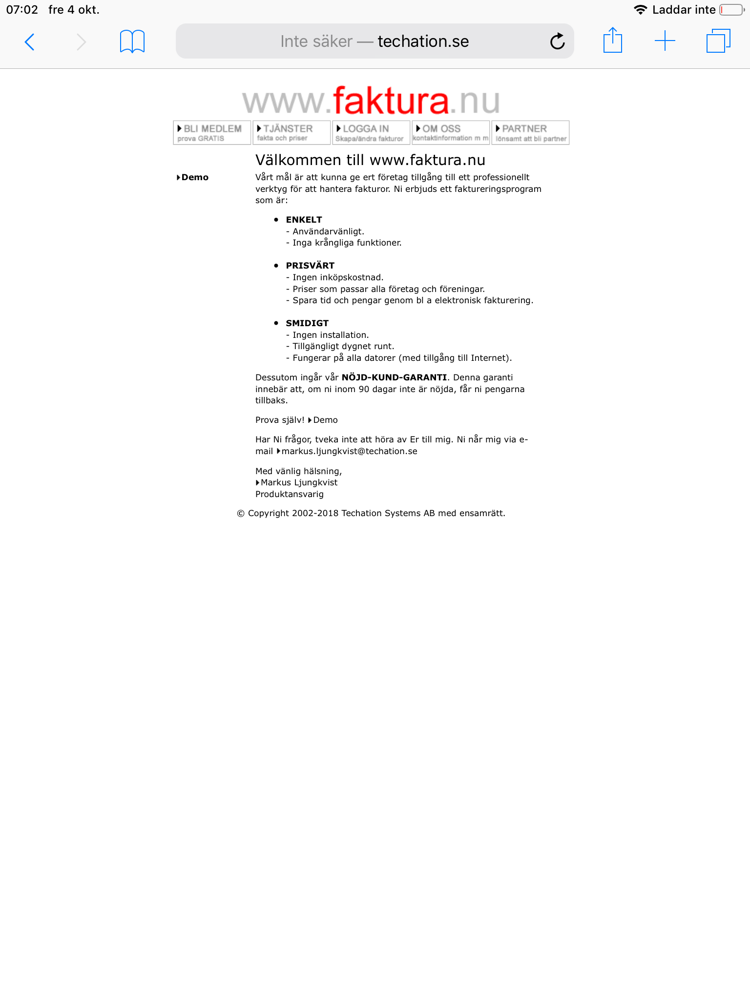 07:02 fre 4 okt. Laddar inte
Inte säker — techation.se
www.faktura.nu
BLI MEDLEM TJÄNSTER LOGGA IN OM OSS PARTNER
prova GRATIS fakta och priser Skapa/ändra fakturor kontaktinformation m m lönsamt att bli partner
Välkommen till www.faktura.nu
Demo
Vårt mål är att kunna ge ert företag tillgång till ett professionellt
verktyg för att hantera fakturor. Ni erbjuds ett faktureringsprogram
som är:
• ENKELT
- Användarvänligt.
- Inga krångliga funktioner.
• PRISVÄRT
- Ingen inköpskostnad.
- Priser som passar alla företag och föreningar.
- Spara tid och pengar genom bl a elektronisk fakturering.
• SMIDIGT
- Ingen installation.
- Tillgängligt dygnet runt.
- Fungerar på alla datorer (med tillgång till Internet).
Dessutom ingår vår NÖJD-KUND-GARANTI. Denna garanti
innebär att, om ni inom 90 dagar inte är nöjda, får ni pengarna
tillbaks.
Prova själv! Demo
Har Ni frågor, tveka inte att höra av Er till mig. Ni når mig via e-
mail markus.ljungkvist@techation.se
Med vänlig hälsning,
Markus Ljungkvist
Produktansvarig
© Copyright 2002-2018 Techation Systems AB med ensamrätt.